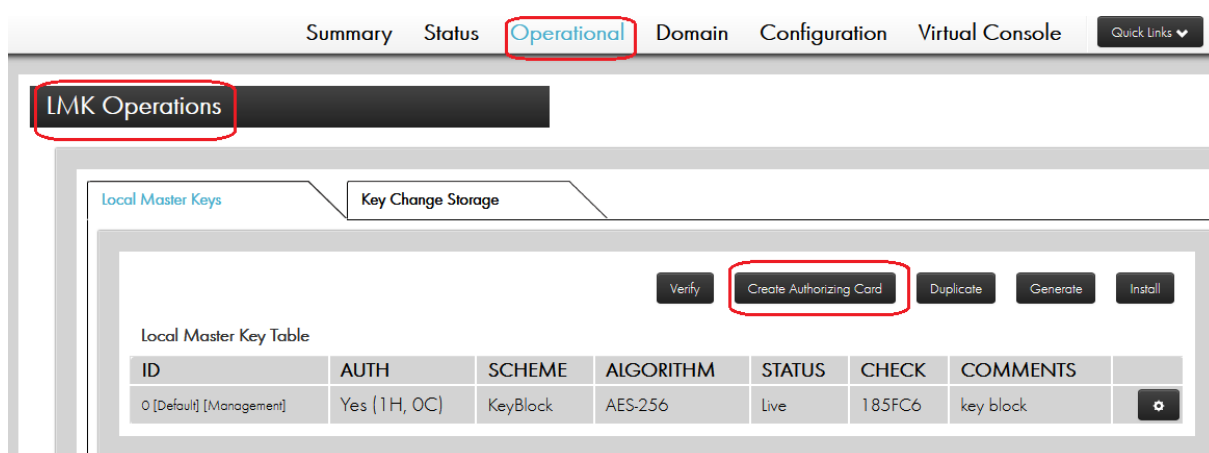 Summary Status Operational Domain Configuration Virtual Console Quick Links
LMK Operations
Local Master Keys Key Change Storage
Verify Create Authorizing Card Duplicate Generate Install
Local Master Key Table
ID AUTH SCHEME ALGORITHM STATUS CHECK COMMENTS
0 [Default] [Management] Yes (1H, 0C) KeyBlock AES-256 Live 185FC6 key block